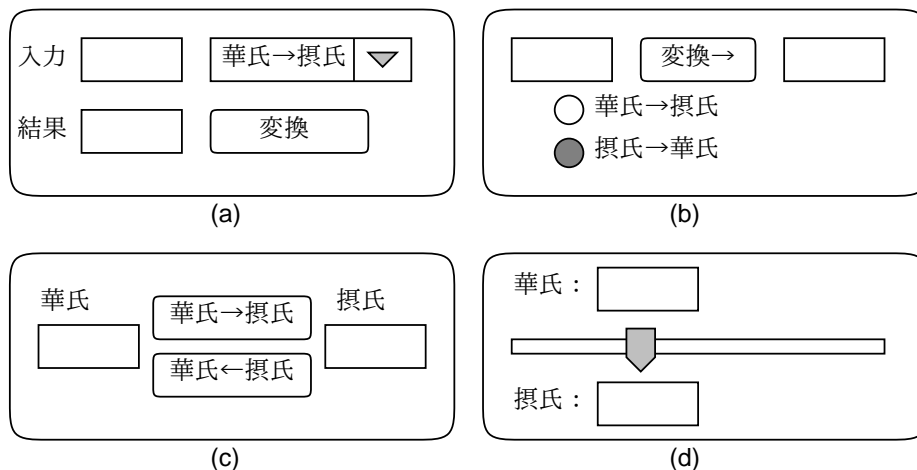 入力 華氏→摂氏
結果 変換
(a)
変換→
華氏→摂氏
摂氏→華氏
(b)
華氏 華氏→摂氏 摂氏
華氏←摂氏
(c)
華氏：
摂氏：
(d)